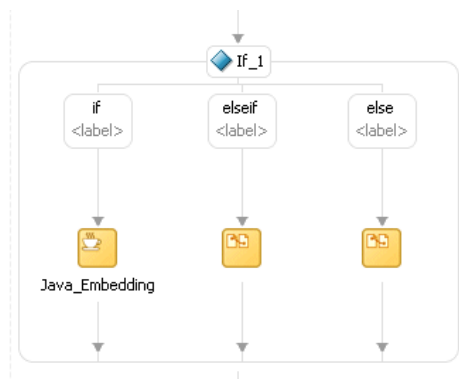 If_1
if
<label>
elseif
<label>
else
<label>
Java_Embedding